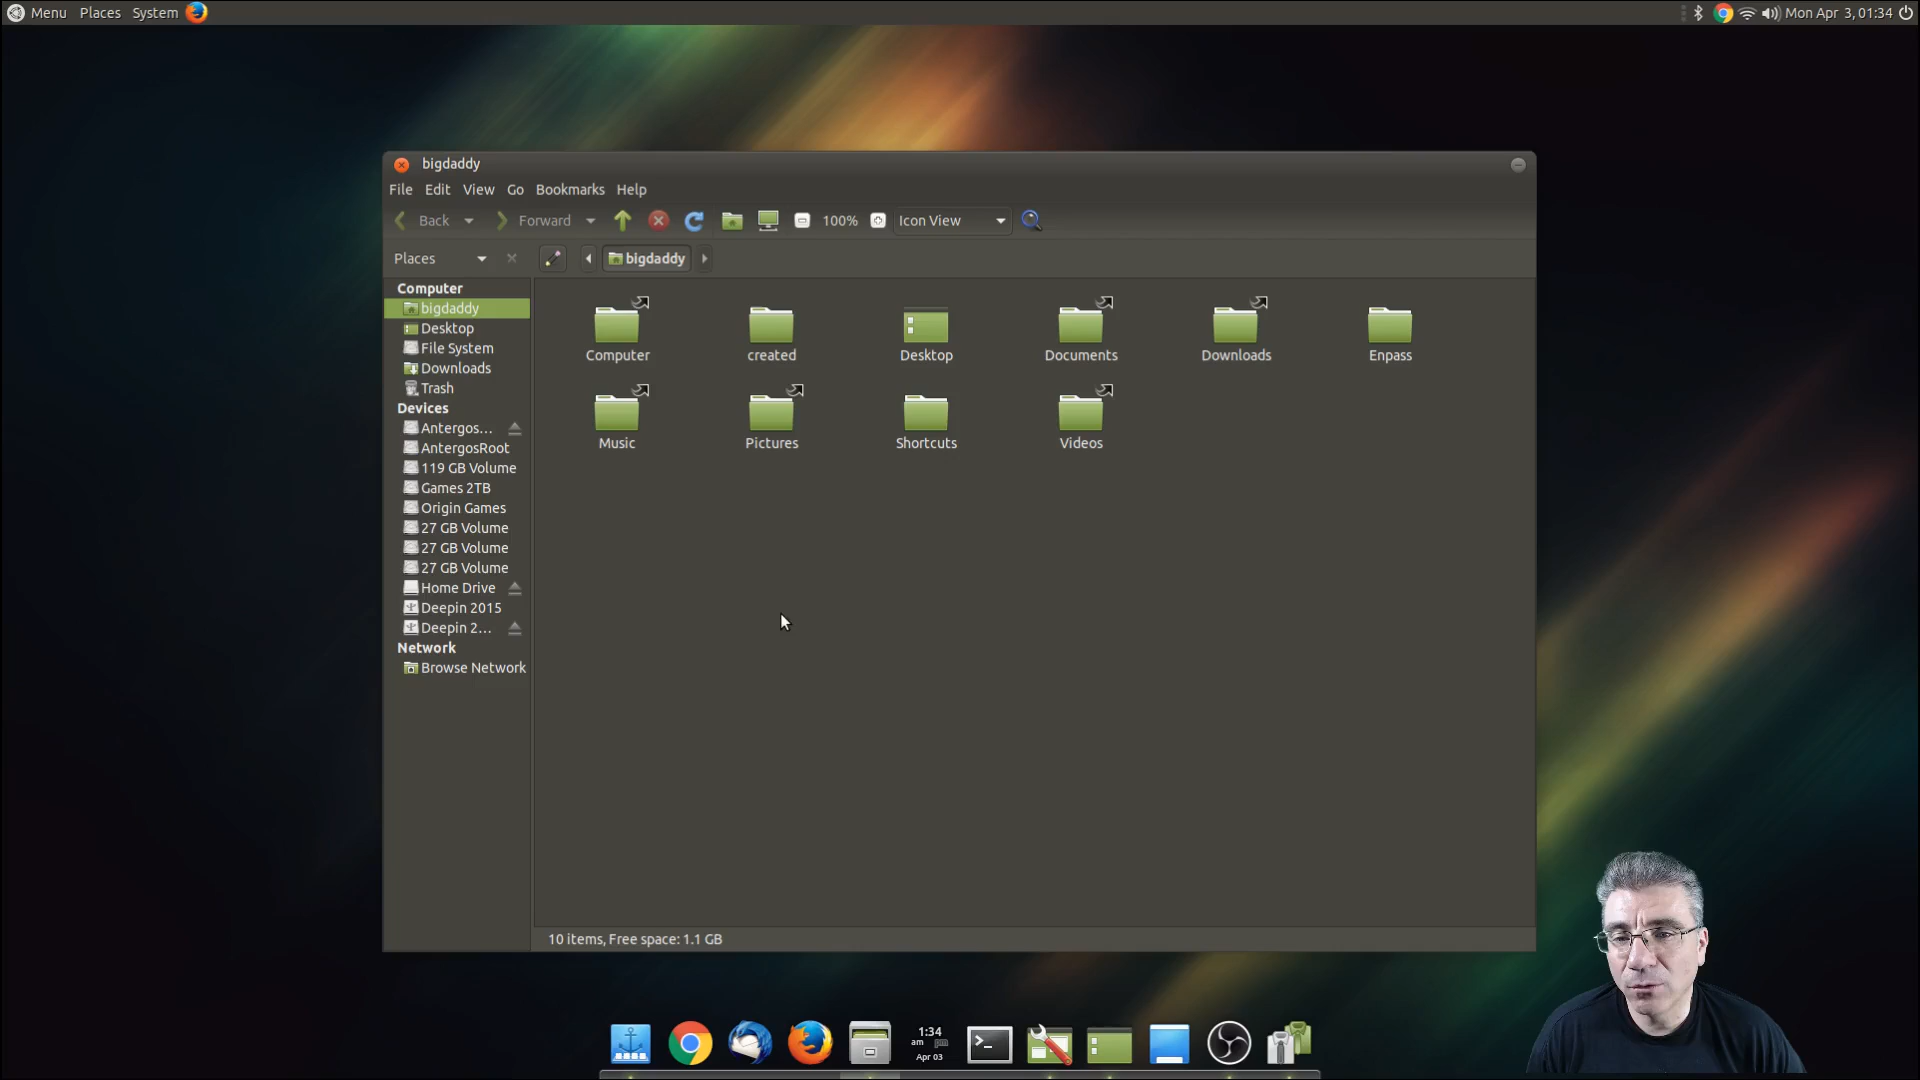 Menu Places System
Mon Apr 3, 01:34
bigdaddy
File Edit View Go Bookmarks Help
Back Forward 100% Icon View
Places bigdaddy
Computer
bigdaddy
Desktop
File System
Downloads
Trash
Devices
Antergos...
AntergosRoot
119 GB Volume
Games 2TB
Origin Games
27 GB Volume
27 GB Volume
27 GB Volume
Home Drive
Deepin 2015
Deepin 2...
Network
Browse Network
Computer created Desktop Documents Downloads Enpass
Music Pictures Shortcuts Videos
10 items, Free space: 1.1 GB
1:34
am
Apr 03